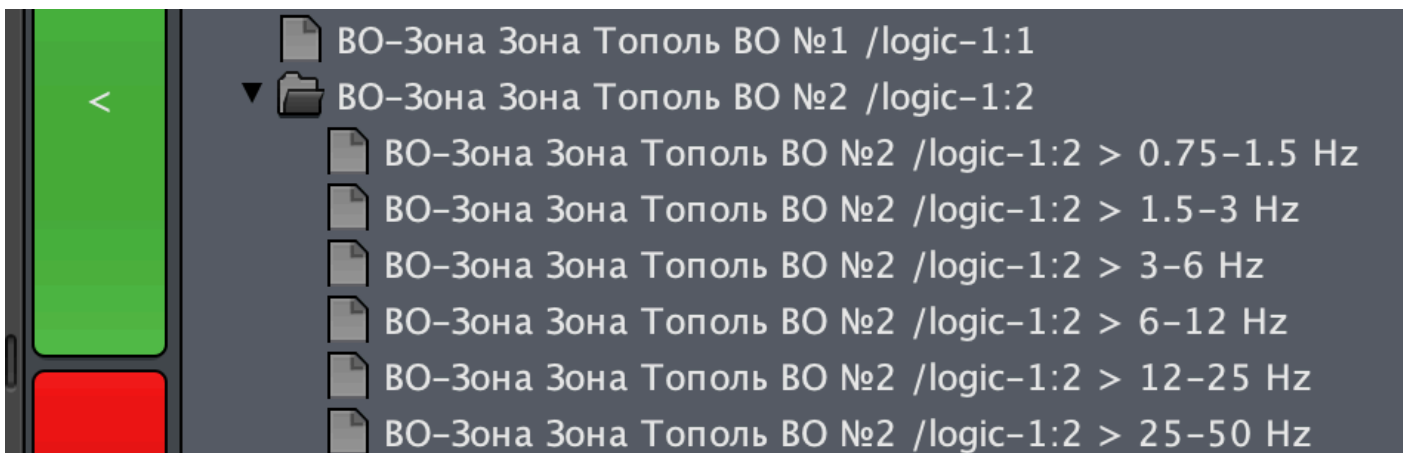 ВО-Зона Зона Тополь ВО №1 /logic-1:1
< ВО-Зона Зона Тополь ВО №2 /logic-1:2
ВО-Зона Зона Тополь ВО №2 /logic-1:2 > 0.75-1.5 Hz
ВО-Зона Зона Тополь ВО №2 /logic-1:2 > 1.5-3 Hz
ВО-Зона Зона Тополь ВО №2 /logic-1:2 > 3-6 Hz
ВО-Зона Зона Тополь ВО №2 /logic-1:2 > 6-12 Hz
ВО-Зона Зона Тополь ВО №2 /logic-1:2 > 12-25 Hz
ВО-Зона Зона Тополь ВО №2 /logic-1:2 > 25-50 Hz